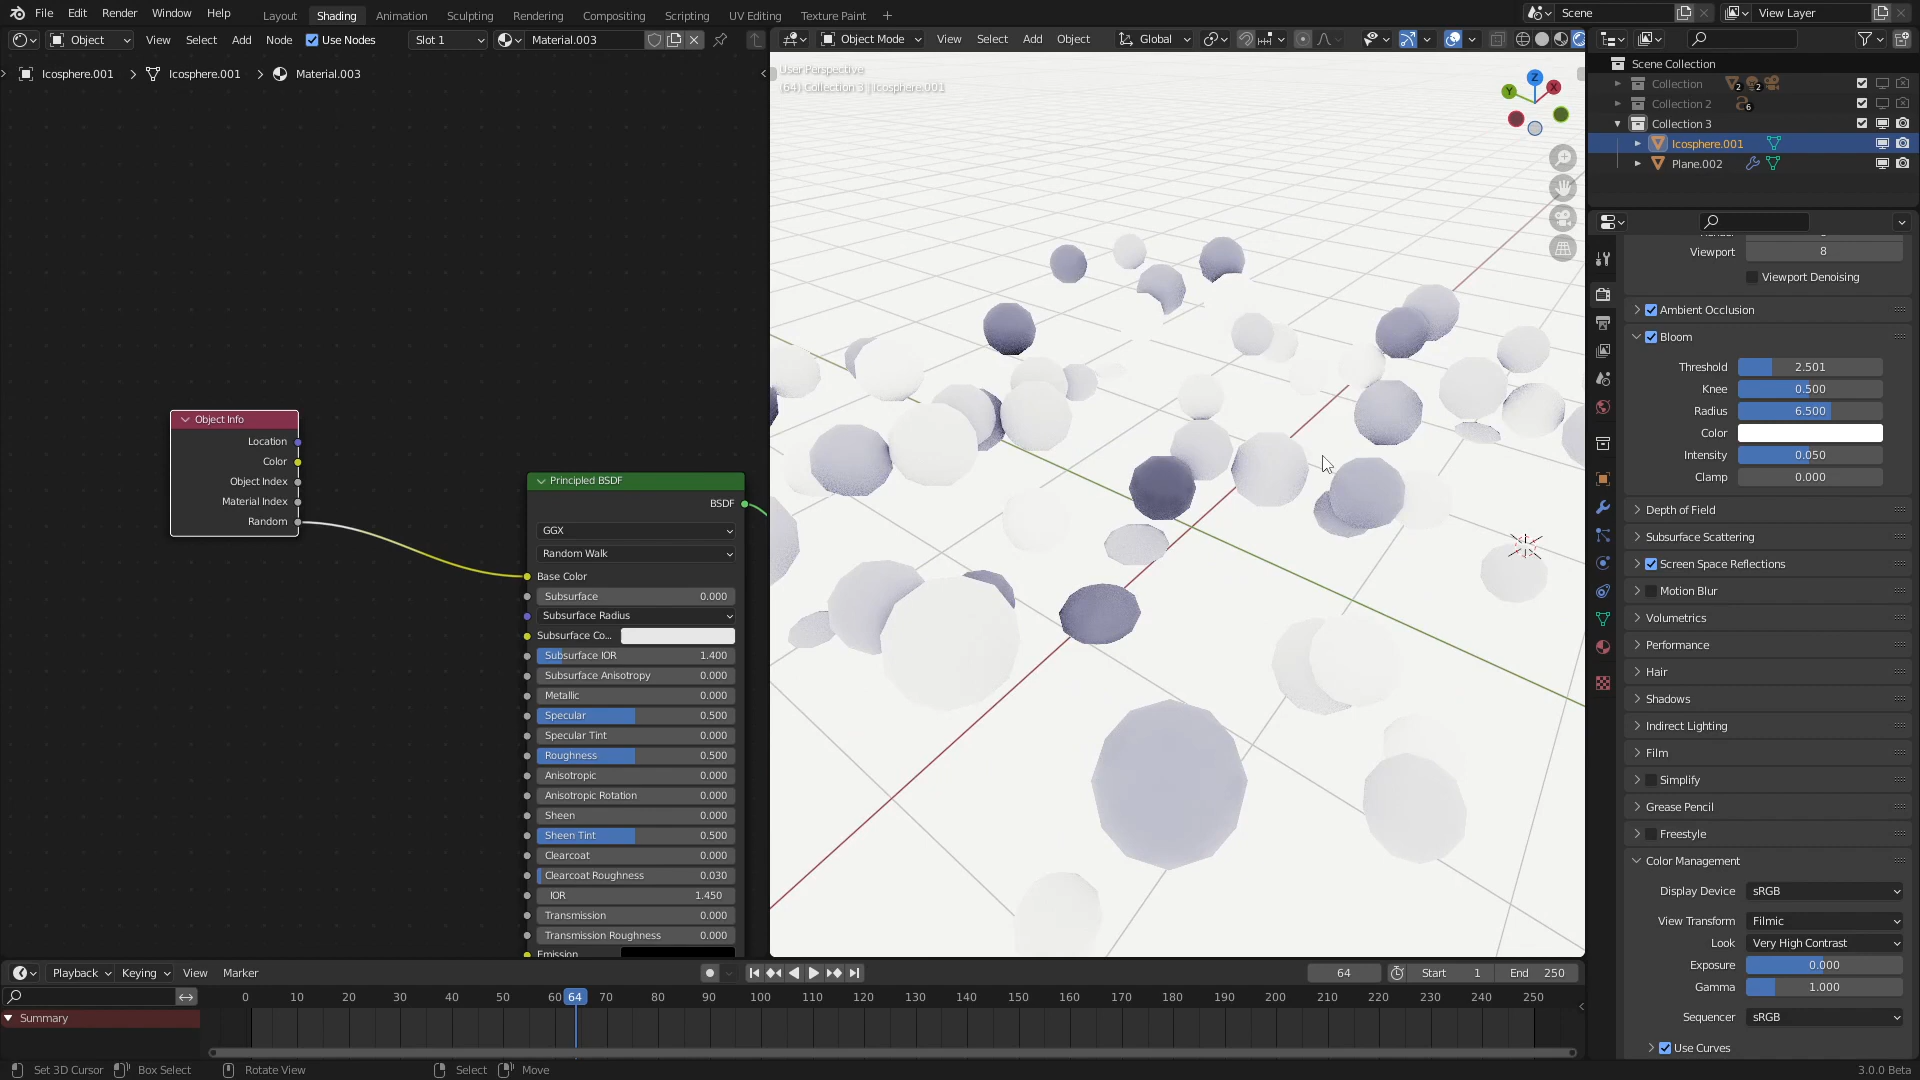 File Edit Render Window Help Layout Shading Animation Sculpting Rendering Compositing Scripting UV Editing Texture Paint + Scene View Layer
Object View Select Add Node Use Nodes Slot 1 Material.003 Object Mode View Select Add Object Global
Icosphere.001 > Icosphere.001 > Material.003
User Perspective
(64) Collection 3 | Icosphere.001
Z
Y
X
Scene Collection
Collection 2 2
Collection 2 6
Collection 3
Icosphere.001
Plane.002
Object Info
Location
Color
Object Index
Material Index
Random
Principled BSDF
BSDF
GGX
Random Walk
Base Color
Subsurface 0.000
Subsurface Radius
Subsurface Co...
Subsurface IOR 1.400
Subsurface Anisotropy 0.000
Metallic 0.000
Specular 0.500
Specular Tint 0.000
Roughness 0.500
Anisotropic 0.000
Anisotropic Rotation 0.000
Sheen 0.000
Sheen Tint 0.500
Clearcoat 0.000
Clearcoat Roughness 0.030
IOR 1.450
Transmission 0.000
Transmission Roughness 0.000
Emission
Viewport 8
Viewport Denoising
Ambient Occlusion
Bloom
Threshold 2.501
Knee 0.500
Radius 6.500
Color
Intensity 0.050
Clamp 0.000
Depth of Field
Subsurface Scattering
Screen Space Reflections
Motion Blur
Volumetrics
Performance
Hair
Shadows
Indirect Lighting
Film
Simplify
Grease Pencil
Freestyle
Color Management
Display Device sRGB
View Transform Filmic
Look Very High Contrast
Exposure 0.000
Gamma 1.000
Sequencer sRGB
Use Curves
Playback Keying View Marker 64 Start 1 End 250
0 10 20 30 40 50 60 64 70 80 90 100 110 120 130 140 150 160 170 180 190 200 210 220 230 240 250
Summary
Set 3D Cursor Box Select Rotate View Select Move 3.0.0 Beta